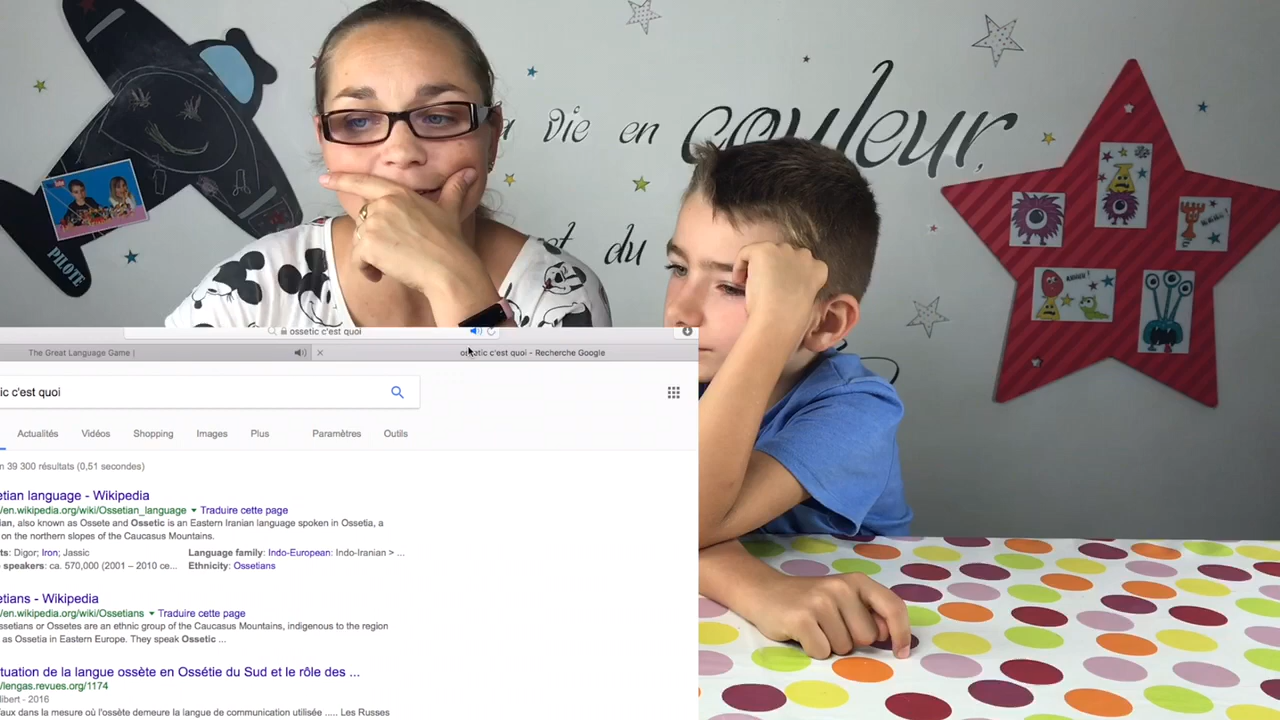 a vie en couleur,
et du
PILOTE
ossetic c'est quoi
The Great Language Game |
ossetic c'est quoi - Recherche Google
ic c'est quoi
Actualités Vidéos Shopping Images Plus Paramètres Outils
n 39 300 résultats (0,51 secondes)
etian language - Wikipedia
/en.wikipedia.org/wiki/Ossetian_language Traduire cette page
ian, also known as Ossete and Ossetic is an Eastern Iranian language spoken in Ossetia, a
on the northern slopes of the Caucasus Mountains.
ts: Digor; Iron; Jassic Language family: Indo-European: Indo-Iranian > ...
speakers: ca. 570,000 (2001 – 2010 ce... Ethnicity: Ossetians
etians - Wikipedia
/en.wikipedia.org/wiki/Ossetians Traduire cette page
ssetians or Ossetes are an ethnic group of the Caucasus Mountains, indigenous to the region
as Ossetia in Eastern Europe. They speak Ossetic ...
tuation de la langue ossète en Ossétie du Sud et le rôle des ...
/lengas.revues.org/1174
libert - 2016
faux dans la mesure où l'ossète demeure la langue de communication utilisée ..... Les Russes